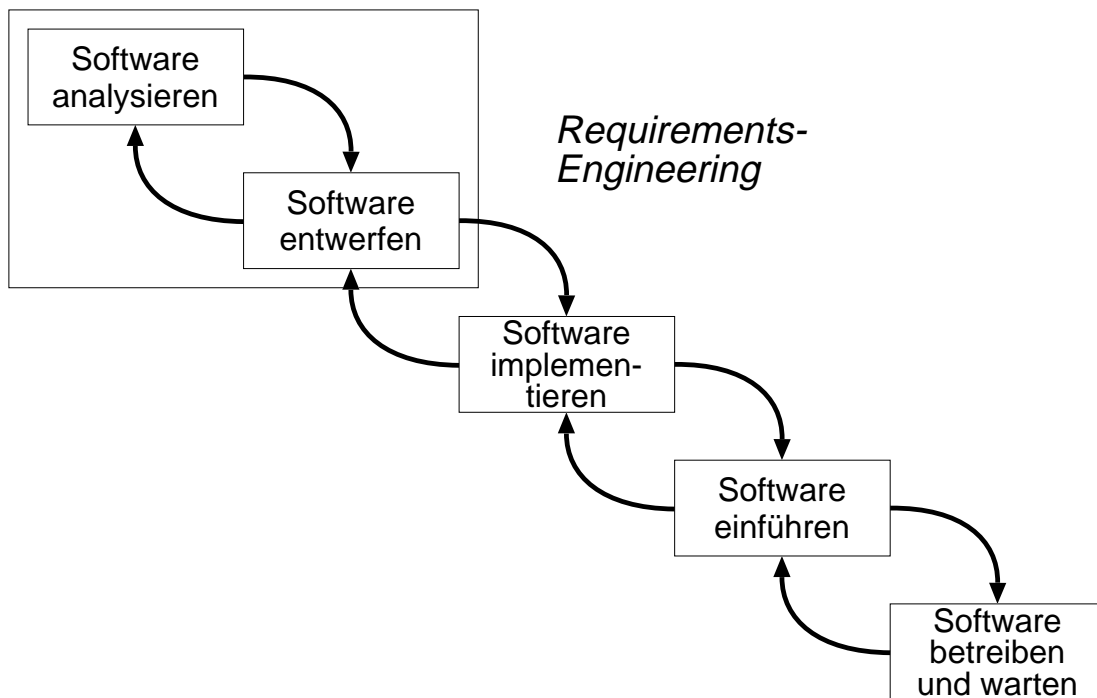 Software
analysieren
Requirements-
Engineering
Software
entwerfen
Software
implemen-
tieren
Software
einführen
Software
betreiben
und warten